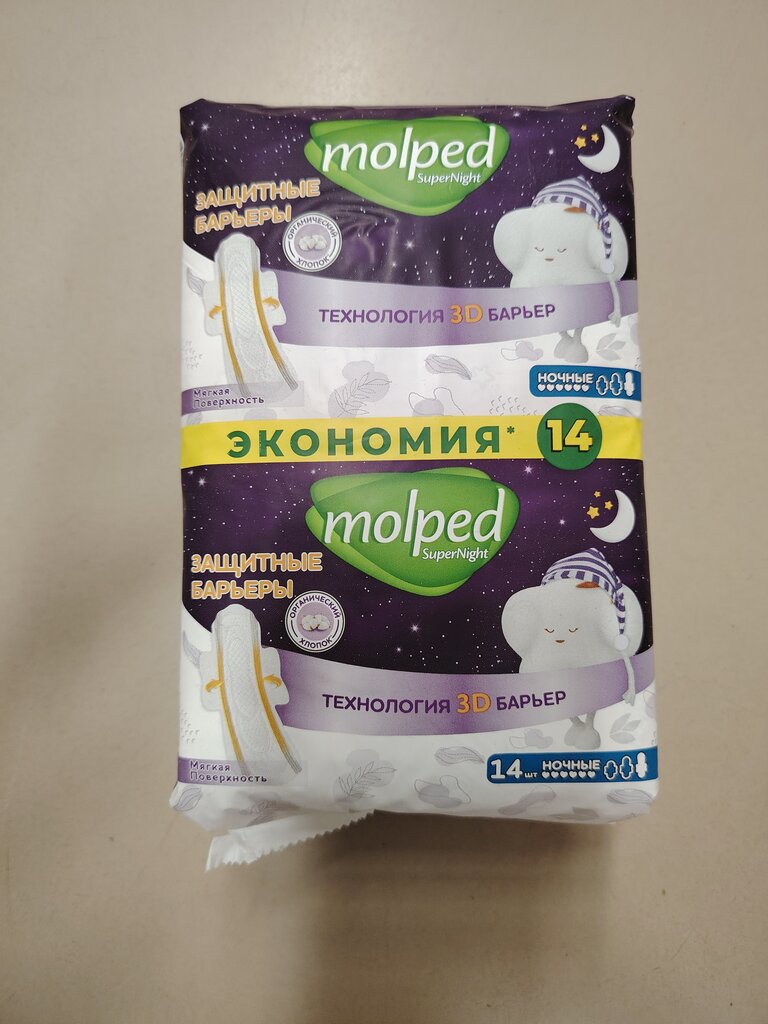 molped
SuperNight
ЗАЩИТНЫЕ
БАРЬЕРЫ
ОРГАНИЧЕСКИЙ
ХЛОПОК
ТЕХНОЛОГИЯ 3D БАРЬЕР
Мягкая
Поверхность
НОЧНЫЕ
ЭКОНОМИЯ* 14
molped
SuperNight
ЗАЩИТНЫЕ
БАРЬЕРЫ
ОРГАНИЧЕСКИЙ
ХЛОПОК
ТЕХНОЛОГИЯ 3D БАРЬЕР
Мягкая
Поверхность
14 шт НОЧНЫЕ